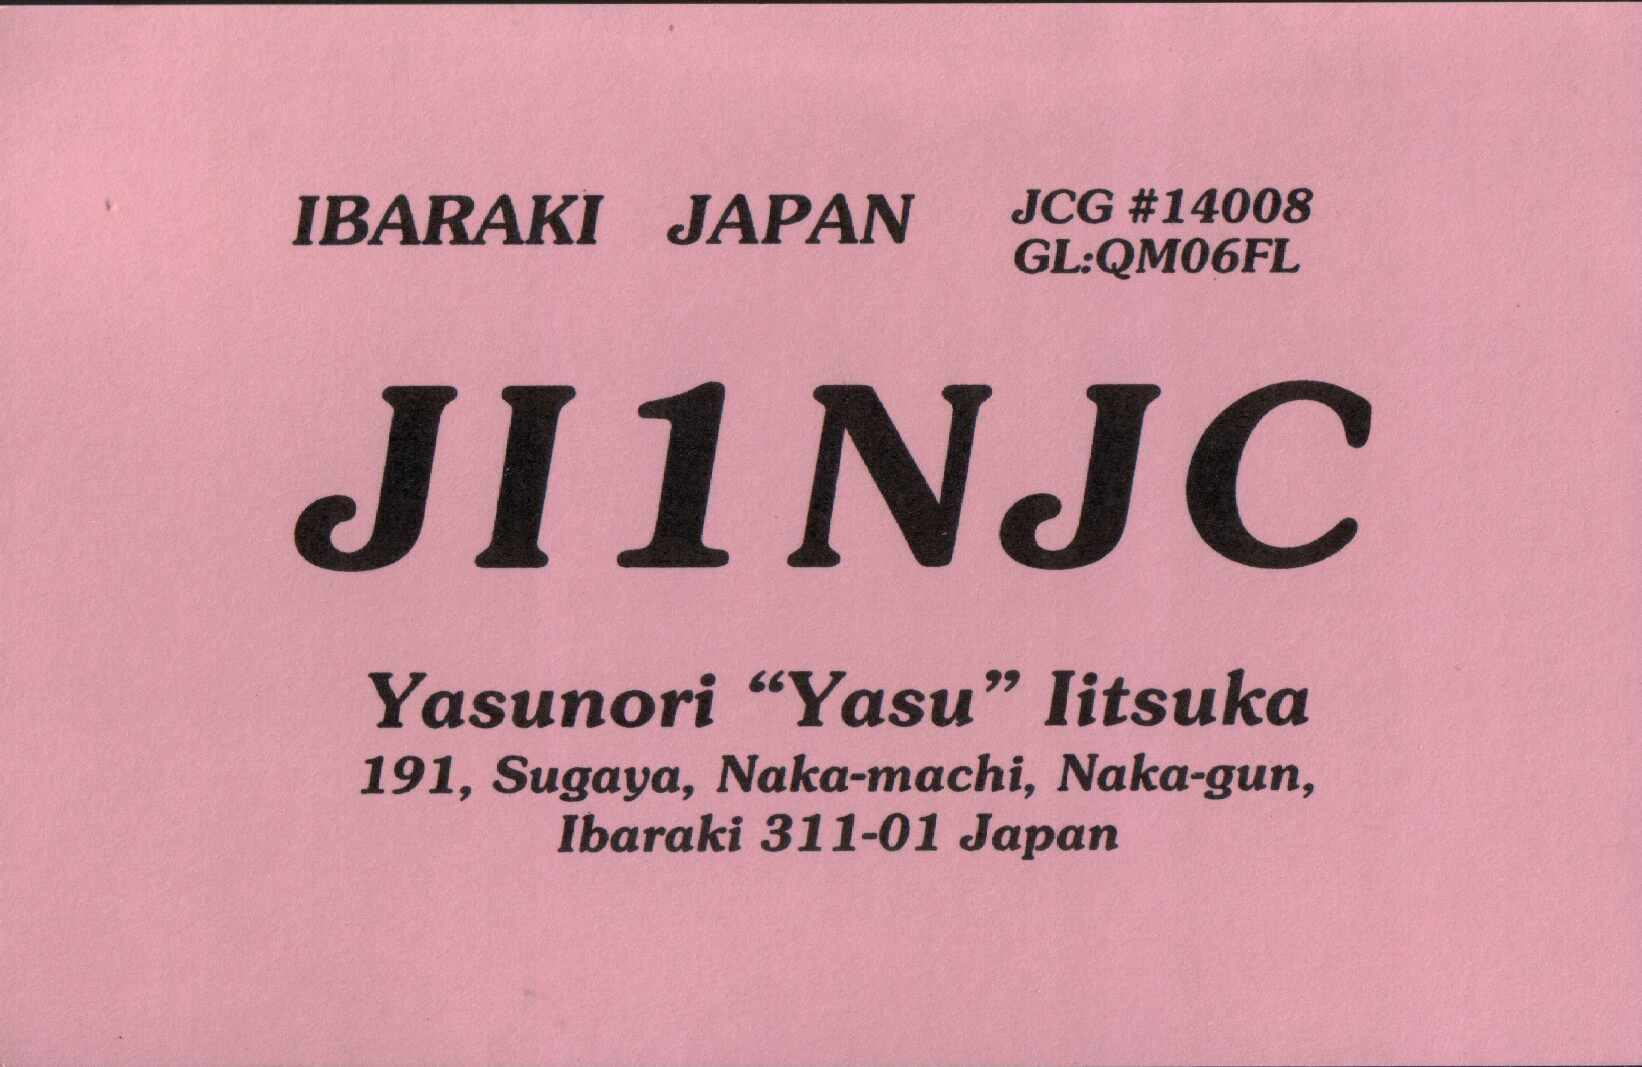 IBARAKI JAPAN JCG #14008
GL:QM06FL
JI1NJC
Yasunori “Yasu” Iitsuka
191, Sugaya, Naka-machi, Naka-gun,
Ibaraki 311-01 Japan